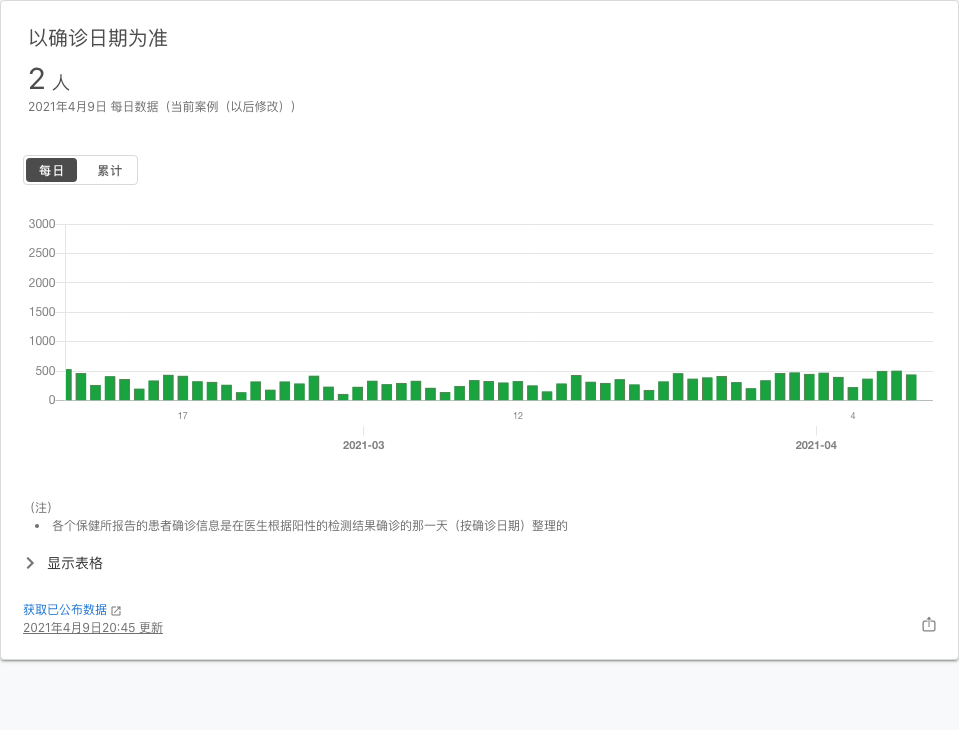 以确诊日期为准
2 人
2021年4月9日 每日数据（当前案例（以后修改））
每日 累计
3000
2500
2000
1500
1000
500
0
17 12 4
2021-03 2021-04
（注）
• 各个保健所报告的患者确诊信息是在医生根据阳性的检测结果确诊的那一天（按确诊日期）整理的
显示表格
获取已公布数据
2021年4月9日20:45 更新